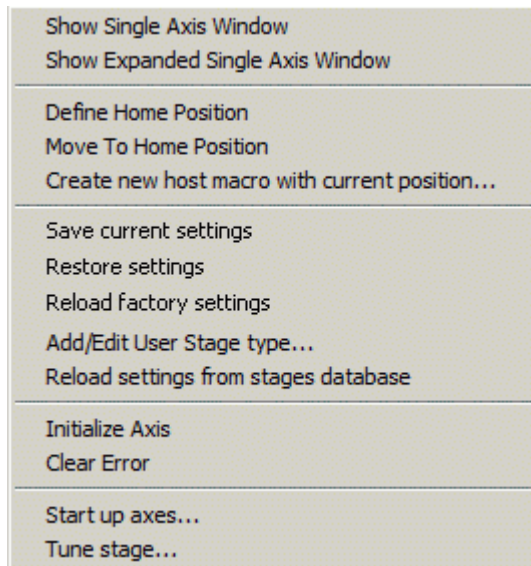 Show Single Axis Window
Show Expanded Single Axis Window
Define Home Position
Move To Home Position
Create new host macro with current position...
Save current settings
Restore settings
Reload factory settings
Add/Edit User Stage type...
Reload settings from stages database
Initialize Axis
Clear Error
Start up axes...
Tune stage...